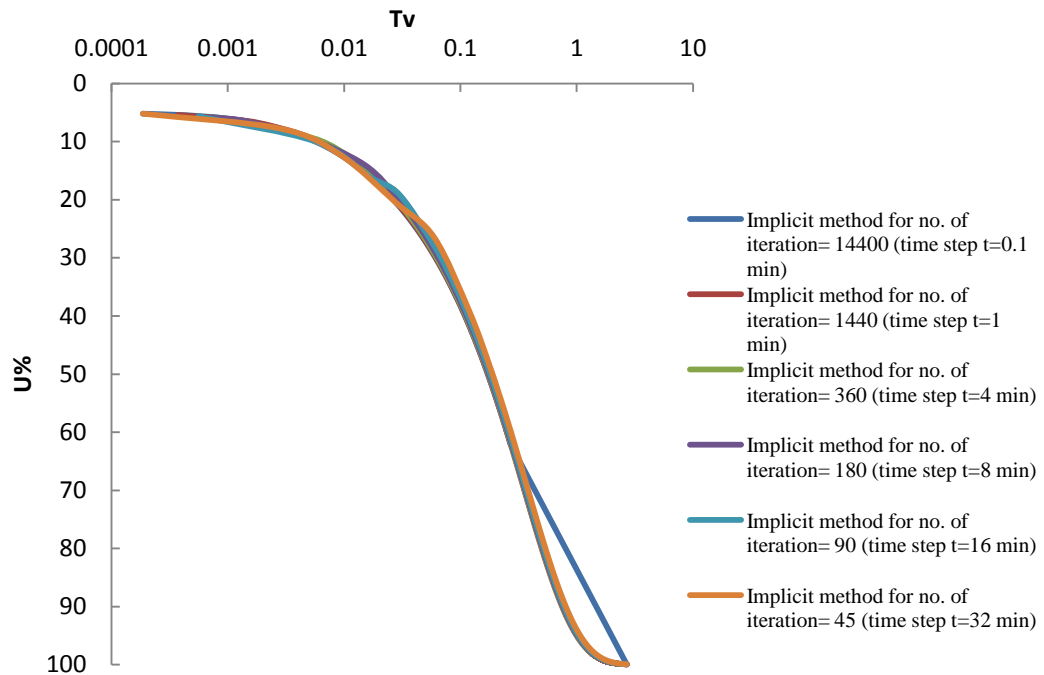 Tv
0.0001 0.001 0.01 0.1 1 10
0
10
20
30
40
50
60
70
80
90
100
U%
Implicit method for no. of
iteration= 14400 (time step t=0.1
min)
Implicit method for no. of
iteration= 1440 (time step t=1
min)
Implicit method for no. of
iteration= 360 (time step t=4 min)
Implicit method for no. of
iteration= 180 (time step t=8 min)
Implicit method for no. of
iteration= 90 (time step t=16 min)
Implicit method for no. of
iteration= 45 (time step t=32 min)